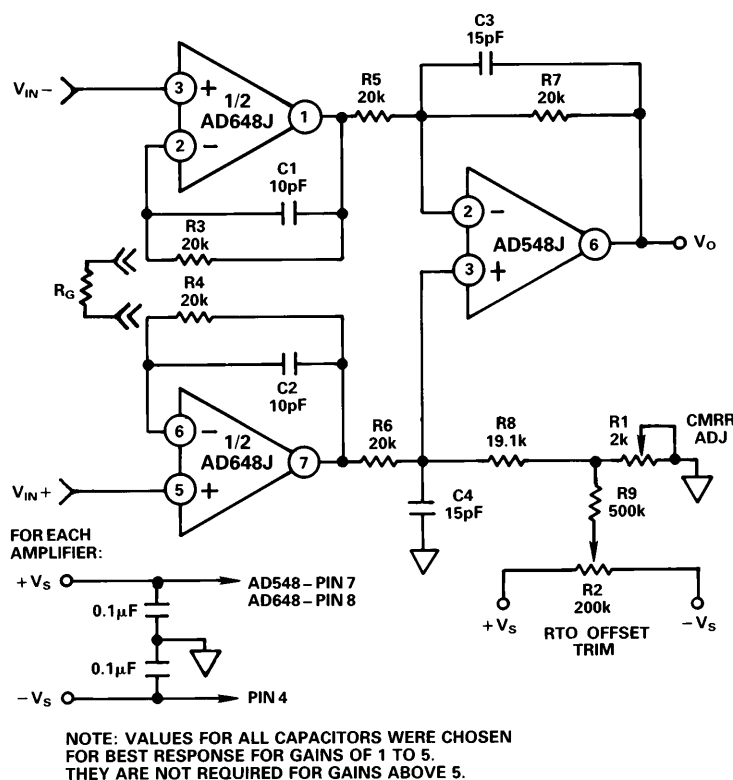 C3
15pF
V_IN−
3
+
1/2
AD648J
1
2
−
R5
20k
R7
20k
C1
10pF
R3
20k
2
−
AD548J
6
3
+
V_O
R_G
R4
20k
C2
10pF
6
−
1/2
AD648J
7
5
+
V_IN+
R6
20k
R8
19.1k
R1
2k
CMRR
ADJ
C4
15pF
R9
500k
R2
200k
+V_S
−V_S
RTO OFFSET
TRIM
FOR EACH
AMPLIFIER:
+V_S
0.1μF
AD548–PIN 7
AD648–PIN 8
0.1μF
−V_S
PIN 4
NOTE: VALUES FOR ALL CAPACITORS WERE CHOSEN
FOR BEST RESPONSE FOR GAINS OF 1 TO 5.
THEY ARE NOT REQUIRED FOR GAINS ABOVE 5.